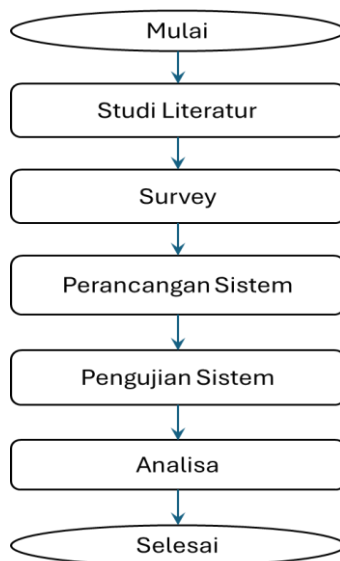 Mulai
Studi Literatur
Survey
Perancangan Sistem
Pengujian Sistem
Analisa
Selesai